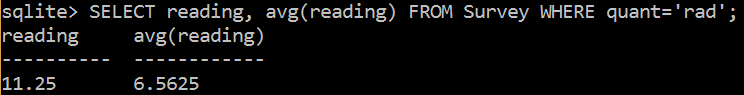 sqlite> SELECT reading, avg(reading) FROM Survey WHERE quant='rad';
reading     avg(reading)
----------  ------------
11.25       6.5625